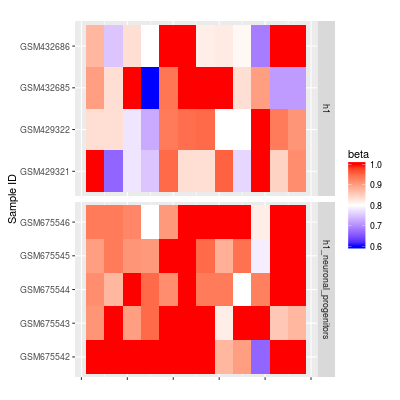 Sample ID
GSM432686
GSM432685
GSM429322
GSM429321
h1
GSM675546
GSM675545
GSM675544
GSM675543
GSM675542
h1_neuronal_progenitors
beta
1.0
0.9
0.8
0.7
0.6